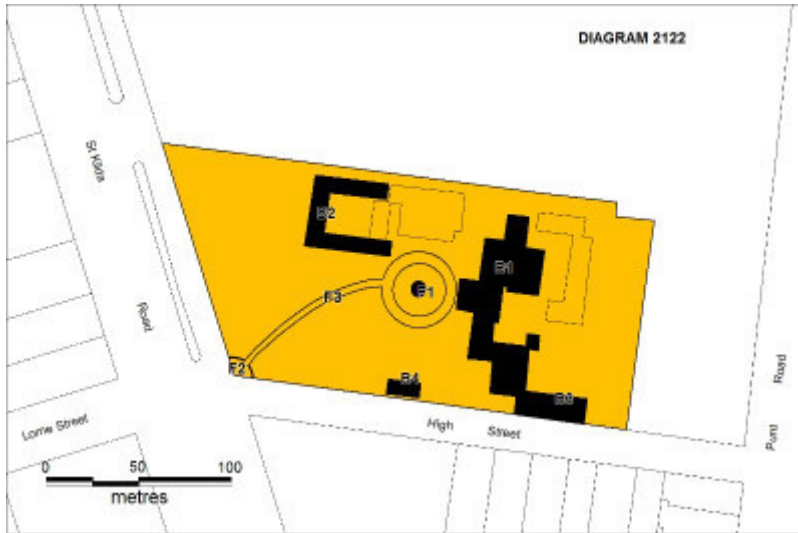 DIAGRAM 2122
St Kilda
Road
B2
B1
F3
F1
F2
B4
B3
High Street
Lorne Street
Road
Punt
0 50 100
metres